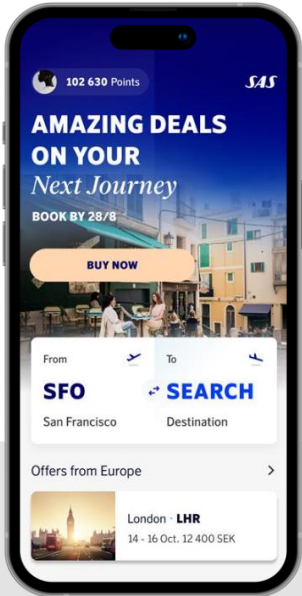 102 630 Points
SAS
AMAZING DEALS
ON YOUR
Next Journey
BOOK BY 28/8
BUY NOW
From
To
SFO
SEARCH
San Francisco
Destination
Offers from Europe
London · LHR
14 - 16 Oct. 12 400 SEK